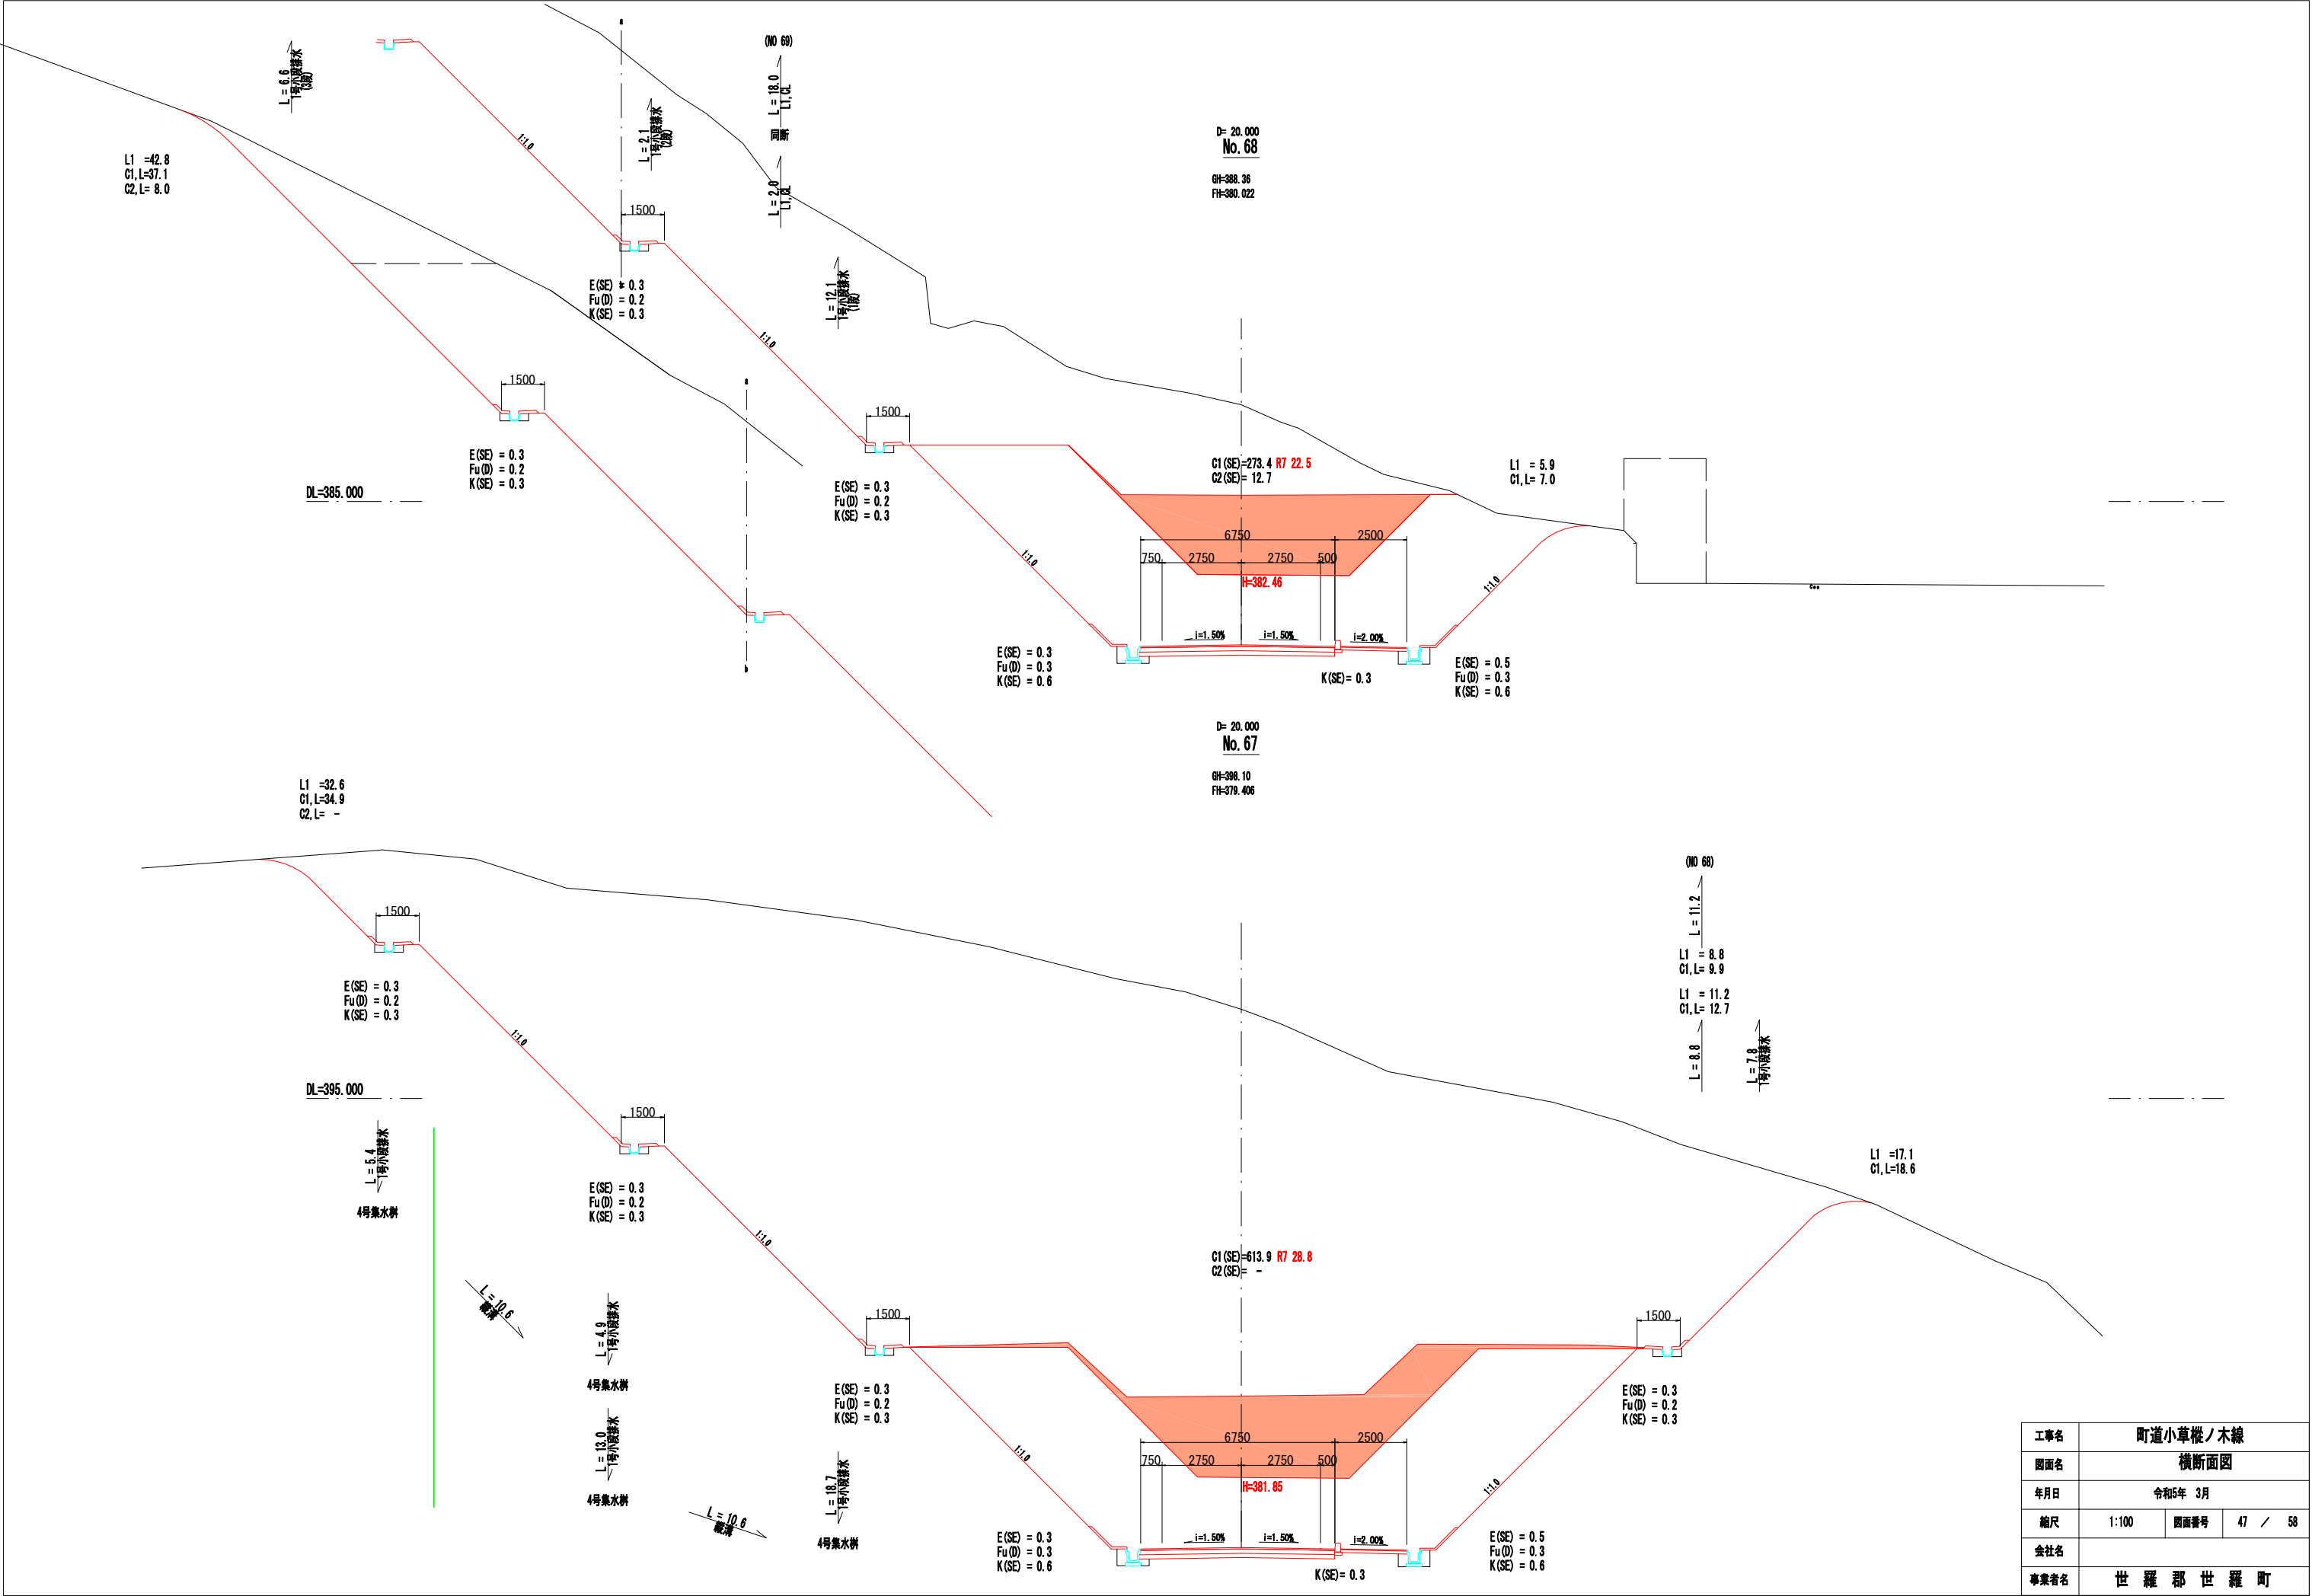 L = 6.6
1号小段排水
(3段)
a
(NO 69)
L = 18.0
L1,CL
同断
L = 2.0
L1,CL
L = 2.1
1号小段排水
(2段)
L1 =42.8
C1,L=37.1
C2,L= 8.0
1:1.0
1500
D= 20.000
No.68
GH=388.36
FH=380.022
E(SE) = 0.3
Fu(D) = 0.2
K(SE) = 0.3
L = 12.1
1号小段排水
(1段)
1:1.0
1500
a
1500
E(SE) = 0.3
Fu(D) = 0.2
K(SE) = 0.3
DL=385.000
E(SE) = 0.3
Fu(D) = 0.2
K(SE) = 0.3
C1(SE)=273.4 R7 22.5
C2(SE)= 12.7
L1 = 5.9
C1,L= 7.0
6750
2500
750
2750
2750
500
H=382.46
1:1.0
1:1.0
i=1.50%
i=1.50%
i=2.00%
E(SE) = 0.3
Fu(D) = 0.3
K(SE) = 0.6
K(SE)= 0.3
E(SE) = 0.5
Fu(D) = 0.3
K(SE) = 0.6
b
D= 20.000
No.67
GH=398.10
FH=379.406
L1 =32.6
C1,L=34.9
C2,L= -
(NO 68)
L = 11.2
L1 = 8.8
C1,L= 9.9
L1 = 11.2
C1,L= 12.7
L = 8.8
L = 7.8
1号小段排水
1500
E(SE) = 0.3
Fu(D) = 0.2
K(SE) = 0.3
1:1.0
DL=395.000
1500
L = 5.4
1号小段排水
4号集水桝
E(SE) = 0.3
Fu(D) = 0.2
K(SE) = 0.3
L1 =17.1
C1,L=18.6
1:1.0
C1(SE)=613.9 R7 28.8
C2(SE)= -
L = 10.6
縦溝
L = 4.9
1号小段排水
4号集水桝
1500
1500
E(SE) = 0.3
Fu(D) = 0.2
K(SE) = 0.3
E(SE) = 0.3
Fu(D) = 0.2
K(SE) = 0.3
L = 13.0
1号小段排水
4号集水桝
6750
2500
750
2750
2750
500
H=381.85
1:1.0
1:1.0
L = 10.6
縦溝
L = 18.7
1号小段排水
4号集水桝
i=1.50%
i=1.50%
i=2.00%
E(SE) = 0.3
Fu(D) = 0.3
K(SE) = 0.6
K(SE)= 0.3
E(SE) = 0.5
Fu(D) = 0.3
K(SE) = 0.6
工事名 町道小草樅ノ木線
図面名 横断面図
年月日 令和5年 3月
縮尺 1:100 図面番号 47 / 58
会社名
事業者名 世 羅 郡 世 羅 町